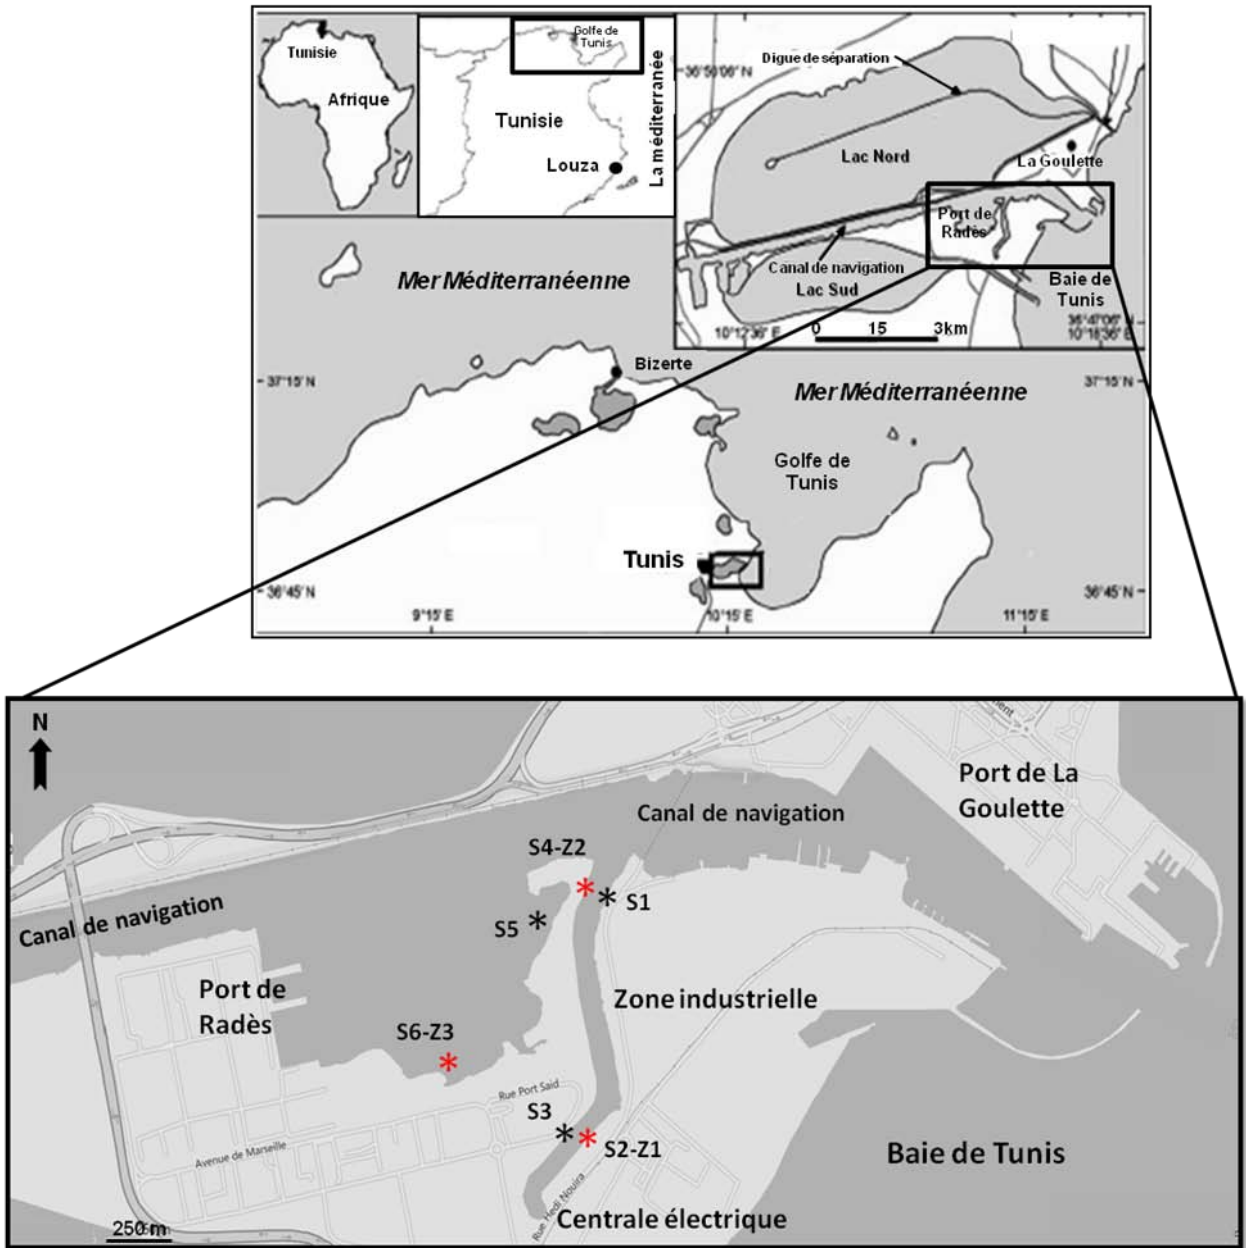 Tunisie
Afrique
Golfe de
Tunis
Tunisie
Louza
La méditerranée
36°50'06" N
Digue de séparation
Lac Nord
La Goulette
Port de
Radès
Canal de navigation
Lac Sud
Baie de
Tunis
10°12'36" E
0 15 3km
36°47'06" N
10°18'36" E
Mer Méditerranéenne
Bizerte
37°15' N
37°15' N
Mer Méditerranéenne
Golfe de
Tunis
Tunis
36°45' N
36°45' N
9°15' E
10°15' E
11°15' E
N
Port de La
Goulette
Canal de navigation
S4-Z2
S1
Canal de navigation
S5
Port de
Radès
Zone industrielle
S6-Z3
Rue Port Said
S3
S2-Z1
Avenue de Marseille
Baie de Tunis
Rue Hedi Nouira
Centrale électrique
250 m